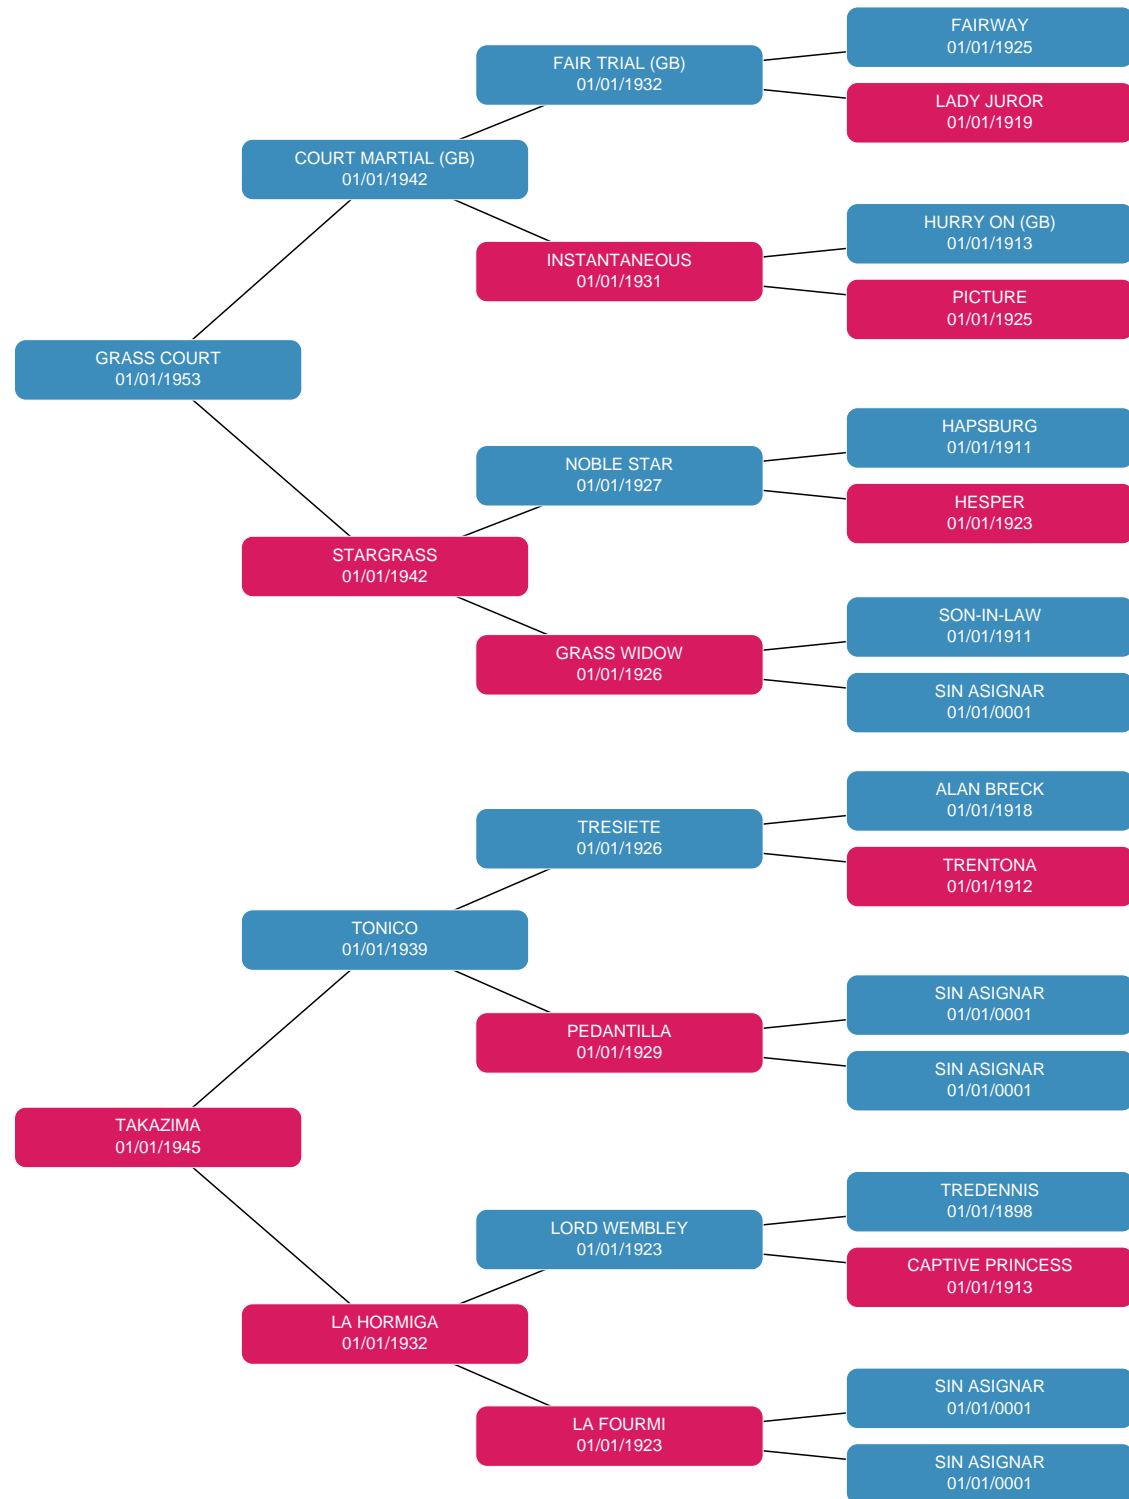 FAIRWAY
01/01/1925
FAIR TRIAL (GB)
01/01/1932
LADY JUROR
01/01/1919
COURT MARTIAL (GB)
01/01/1942
HURRY ON (GB)
01/01/1913
INSTANTANEOUS
01/01/1931
PICTURE
01/01/1925
GRASS COURT
01/01/1953
HAPSBURG
01/01/1911
NOBLE STAR
01/01/1927
HESPER
01/01/1923
STARGRASS
01/01/1942
SON-IN-LAW
01/01/1911
GRASS WIDOW
01/01/1926
SIN ASIGNAR
01/01/0001
ALAN BRECK
01/01/1918
TRESIETE
01/01/1926
TRENTONA
01/01/1912
TONICO
01/01/1939
SIN ASIGNAR
01/01/0001
PEDANTILLA
01/01/1929
SIN ASIGNAR
01/01/0001
TAKAZIMA
01/01/1945
TREDENNIS
01/01/1898
LORD WEMBLEY
01/01/1923
CAPTIVE PRINCESS
01/01/1913
LA HORMIGA
01/01/1932
SIN ASIGNAR
01/01/0001
LA FOURMI
01/01/1923
SIN ASIGNAR
01/01/0001